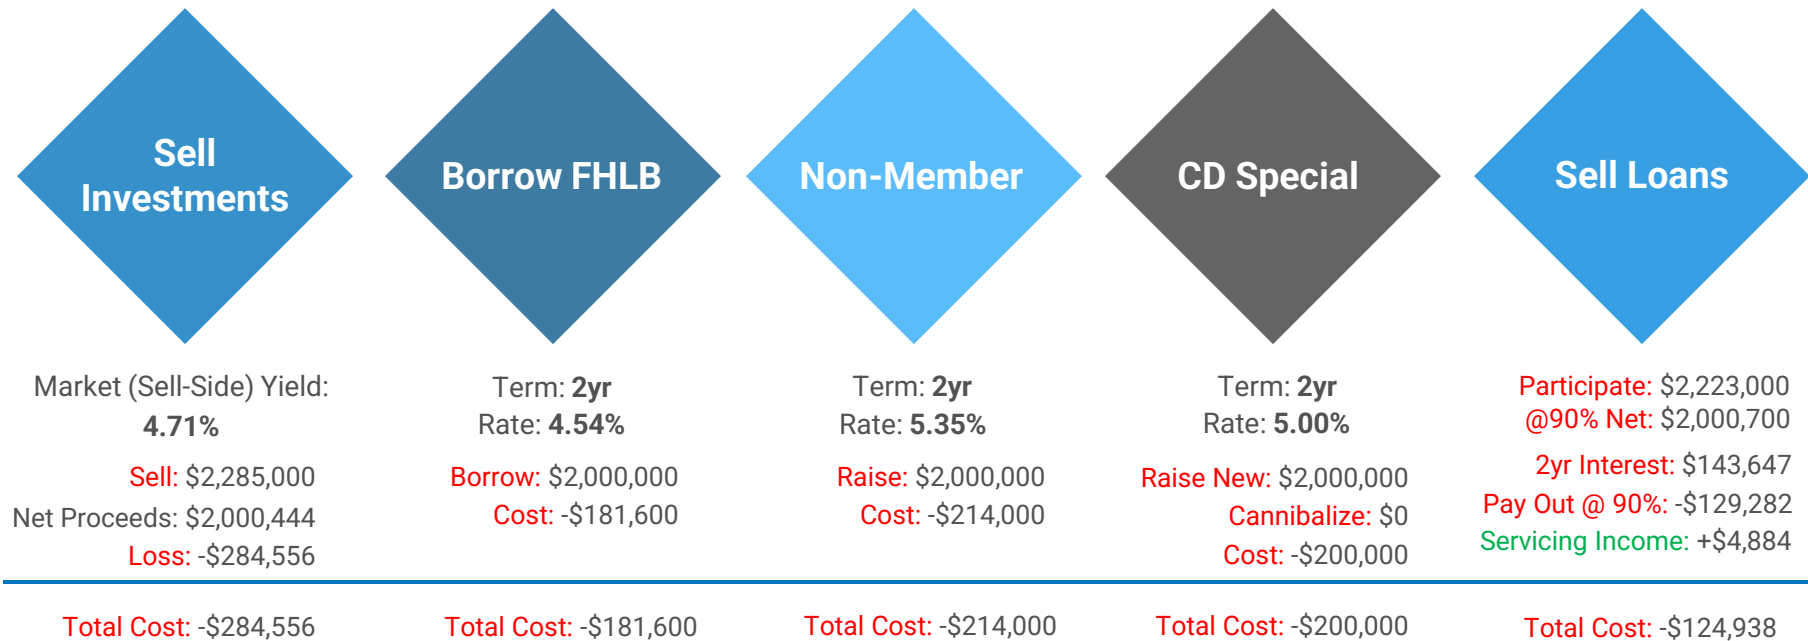 Sell
Investments
Borrow FHLB
Non-Member
CD Special
Sell Loans
Market (Sell-Side) Yield:
4.71%
Sell: $2,285,000
Net Proceeds: $2,000,444
Loss: -$284,556
Total Cost: -$284,556
Term: 2yr
Rate: 4.54%
Borrow: $2,000,000
Cost: -$181,600
Total Cost: -$181,600
Term: 2yr
Rate: 5.35%
Raise: $2,000,000
Cost: -$214,000
Total Cost: -$214,000
Term: 2yr
Rate: 5.00%
Raise New: $2,000,000
Cannibalize: $0
Cost: -$200,000
Total Cost: -$200,000
Participate: $2,223,000
@90% Net: $2,000,700
2yr Interest: $143,647
Pay Out @ 90%: -$129,282
Servicing Income: +$4,884
Total Cost: -$124,938